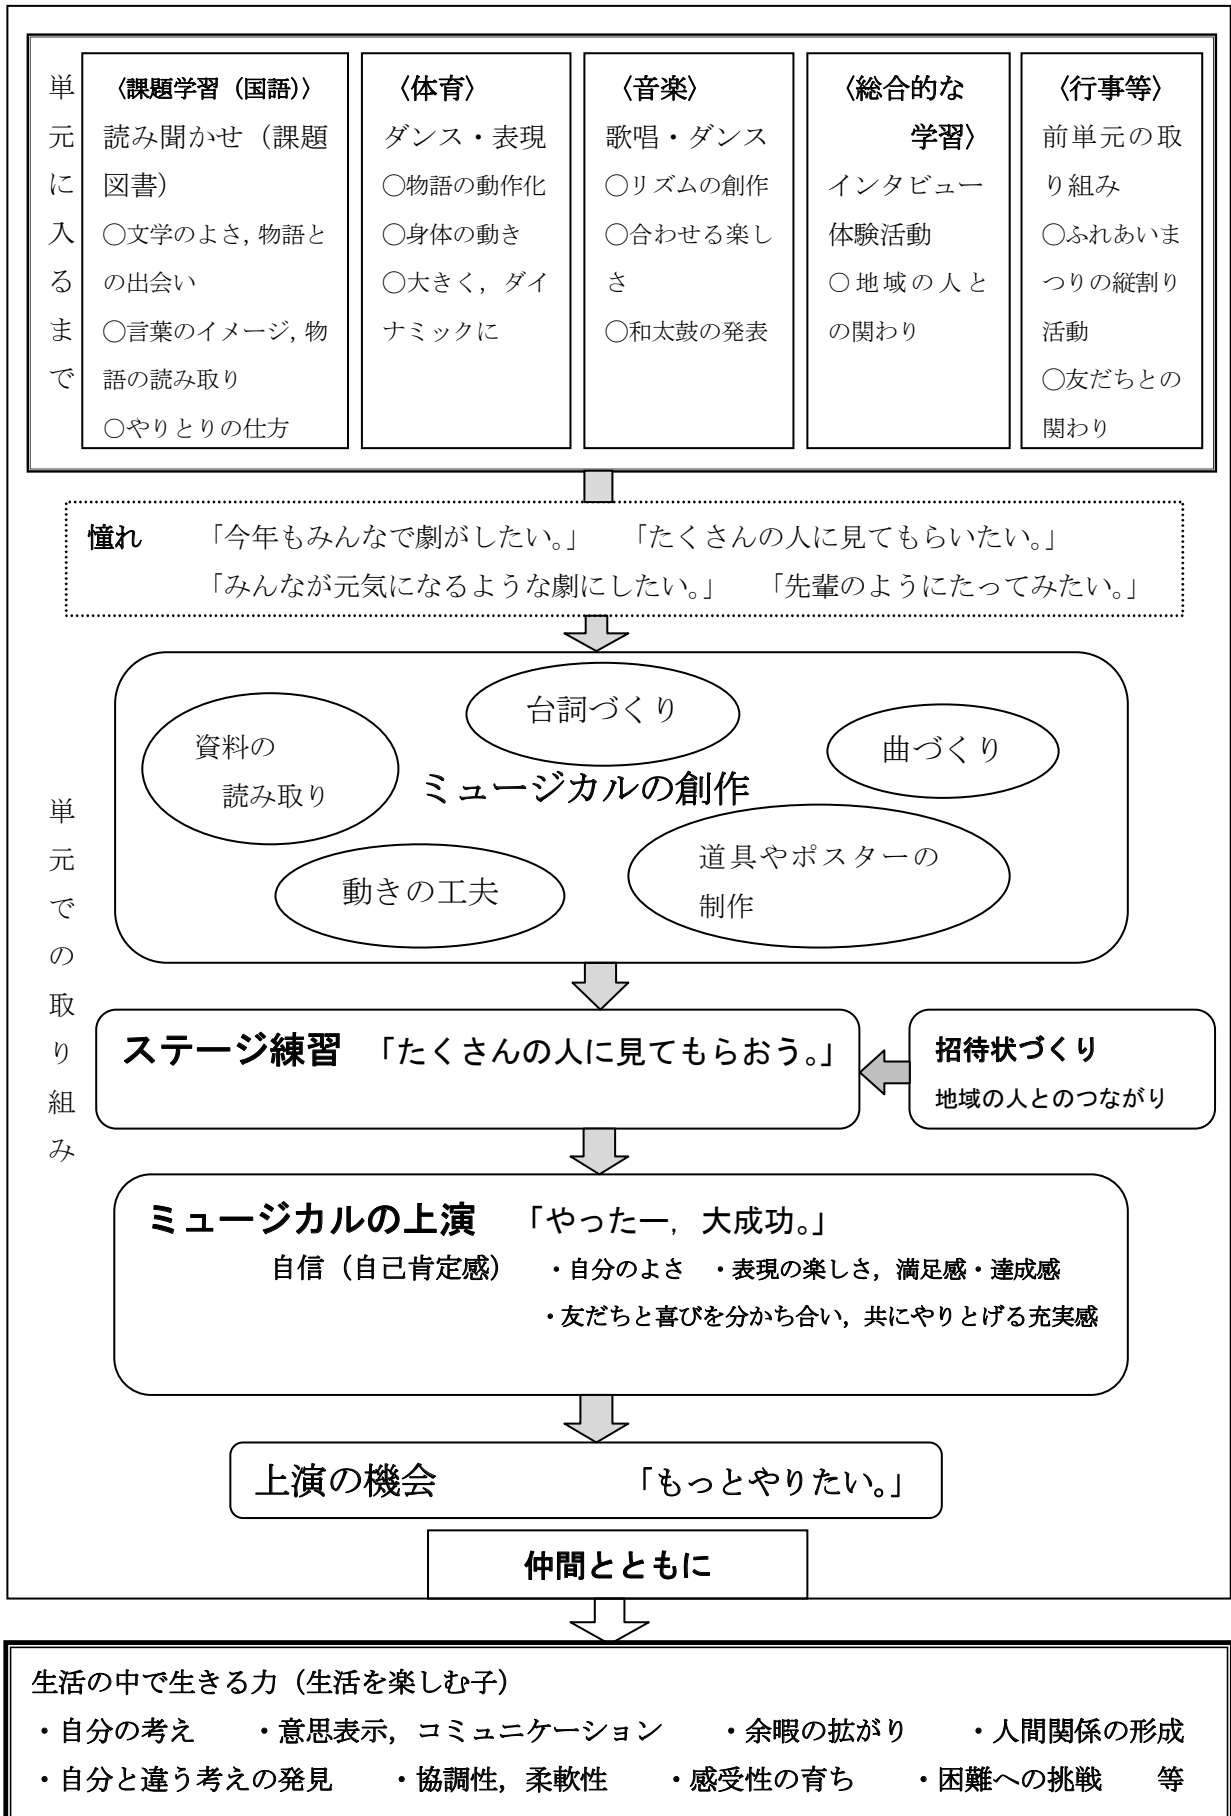 単元に入るまで
〈課題学習（国語）〉
読み聞かせ（課題
図書）
○文学のよさ，物語と
の出会い
○言葉のイメージ，物
語の読み取り
○やりとりの仕方
〈体育〉
ダンス・表現
○物語の動作化
○身体の動き
○大きく，ダイ
ナミックに
〈音楽〉
歌唱・ダンス
○リズムの創作
○合わせる楽し
さ
○和太鼓の発表
〈総合的な
学習〉
インタビュー
体験活動
○地域の人と
の関わり
〈行事等〉
前単元の取
り組み
○ふれあいま
つりの縦割り
活動
○友だちとの
関わり
憧れ 「今年もみんなで劇がしたい。」 「たくさんの人に見てもらいたい。」
「みんなが元気になるような劇にしたい。」 「先輩のようにたってみたい。」
単元での取り組み
台詞づくり
資料の
読み取り
曲づくり
ミュージカルの創作
動きの工夫
道具やポスターの
制作
ステージ練習 「たくさんの人に見てもらおう。」
招待状づくり
地域の人とのつながり
ミュージカルの上演 「やったー，大成功。」
自信（自己肯定感） ・自分のよさ ・表現の楽しさ，満足感・達成感
・友だちと喜びを分かち合い，共にやりとげる充実感
上演の機会 「もっとやりたい。」
仲間とともに
生活の中で生きる力（生活を楽しむ子）
・自分の考え ・意思表示，コミュニケーション ・余暇の拡がり ・人間関係の形成
・自分と違う考えの発見 ・協調性，柔軟性 ・感受性の育ち ・困難への挑戦 等